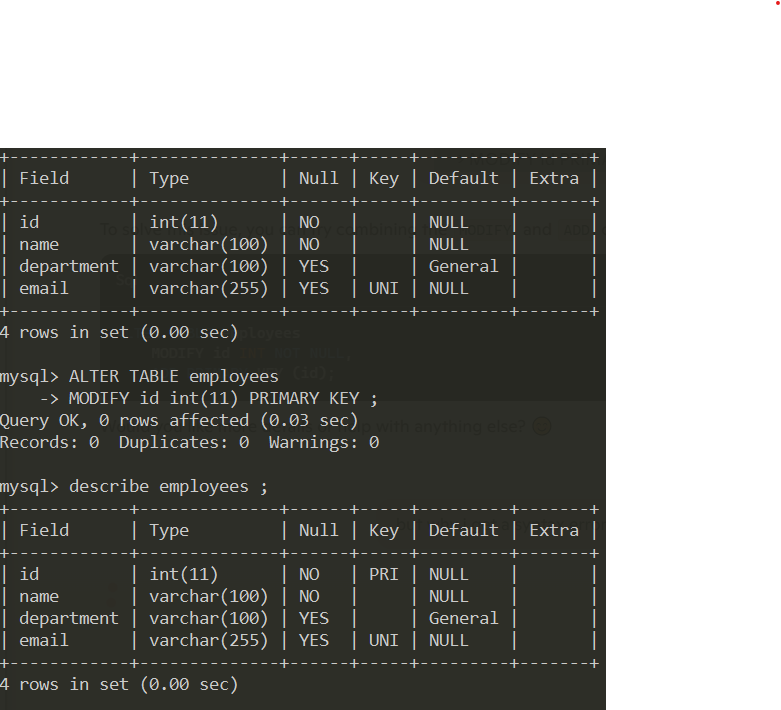 +------------+--------------+------+-----+---------+-------+
| Field      | Type         | Null | Key | Default | Extra |
+------------+--------------+------+-----+---------+-------+
| id         | int(11)      | NO   |     | NULL    |       |
| name       | varchar(100) | NO   |     | NULL    |       |
| department | varchar(100) | YES  |     | General |       |
| email      | varchar(255) | YES  | UNI | NULL    |       |
+------------+--------------+------+-----+---------+-------+
4 rows in set (0.00 sec)
mysql> ALTER TABLE employees
    -> MODIFY id int(11) PRIMARY KEY ;
Query OK, 0 rows affected (0.03 sec)
Records: 0  Duplicates: 0  Warnings: 0
mysql> describe employees ;
+------------+--------------+------+-----+---------+-------+
| Field      | Type         | Null | Key | Default | Extra |
+------------+--------------+------+-----+---------+-------+
| id         | int(11)      | NO   | PRI | NULL    |       |
| name       | varchar(100) | NO   |     | NULL    |       |
| department | varchar(100) | YES  |     | General |       |
| email      | varchar(255) | YES  | UNI | NULL    |       |
+------------+--------------+------+-----+---------+-------+
4 rows in set (0.00 sec)